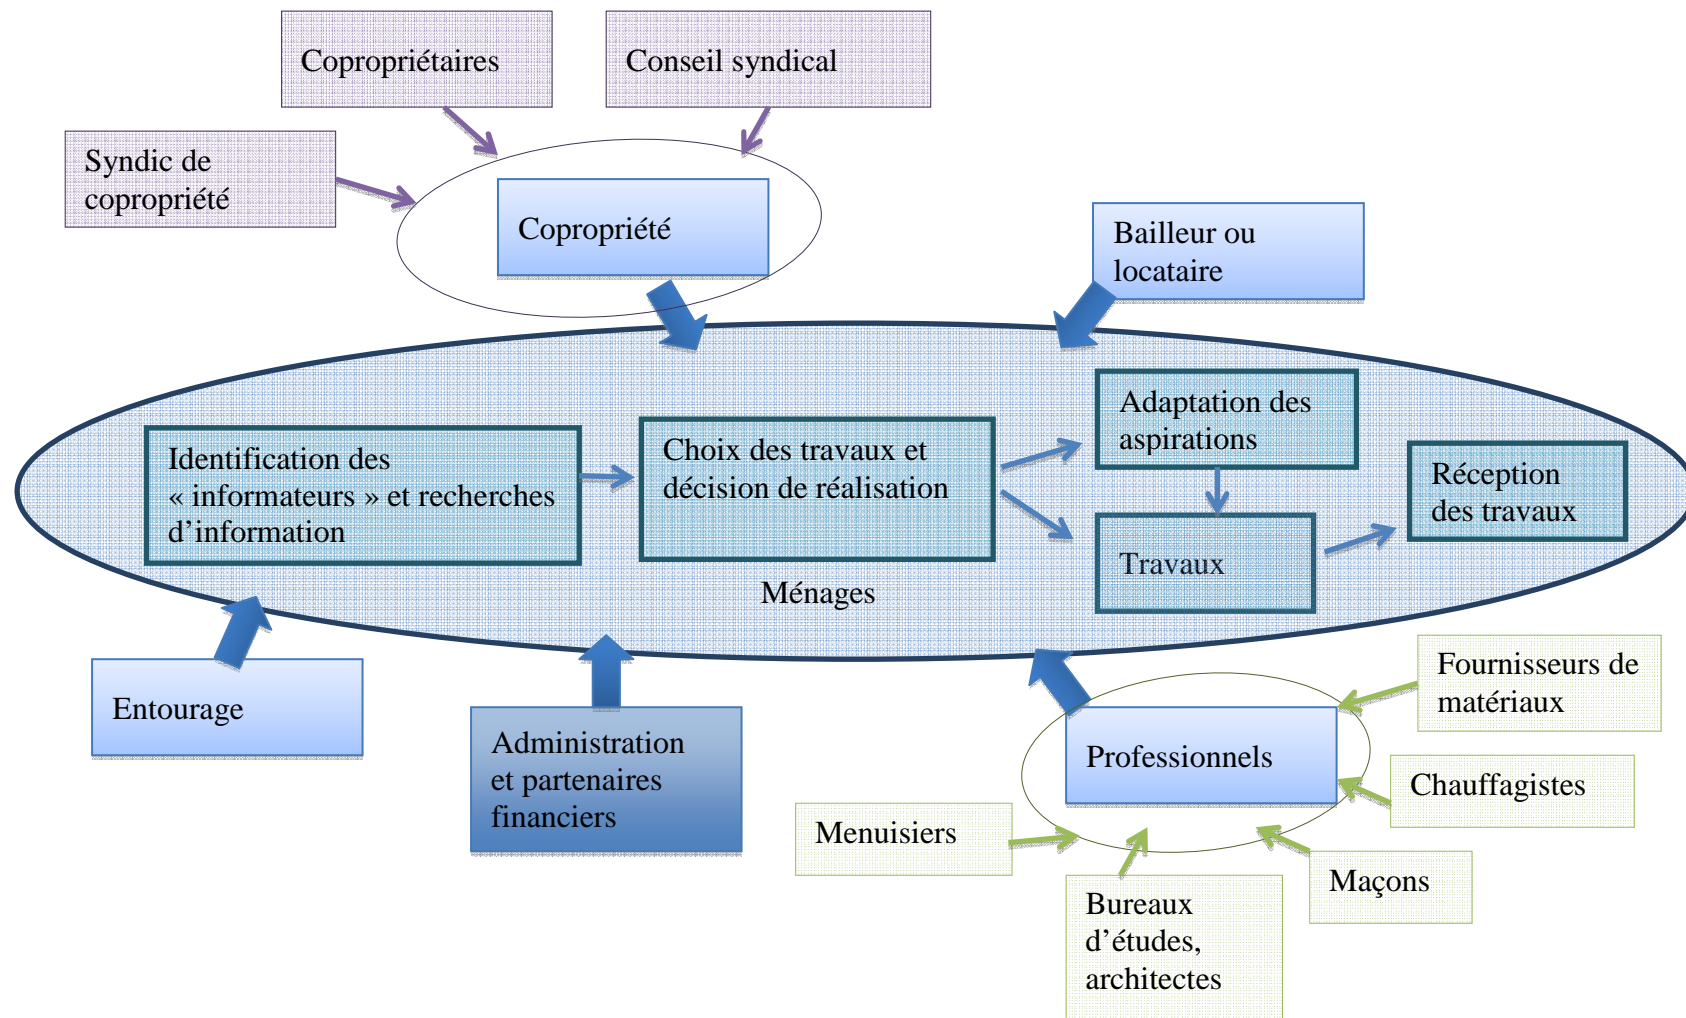 Copropriétaires
Conseil syndical
Syndic de
copropriété
Copropriété
Bailleur ou
locataire
Identification des
« informateurs » et recherches
d’information
Choix des travaux et
décision de réalisation
Adaptation des
aspirations
Travaux
Réception
des travaux
Ménages
Entourage
Administration
et partenaires
financiers
Professionnels
Fournisseurs de
matériaux
Chauffagistes
Maçons
Bureaux
d’études,
architectes
Menuisiers